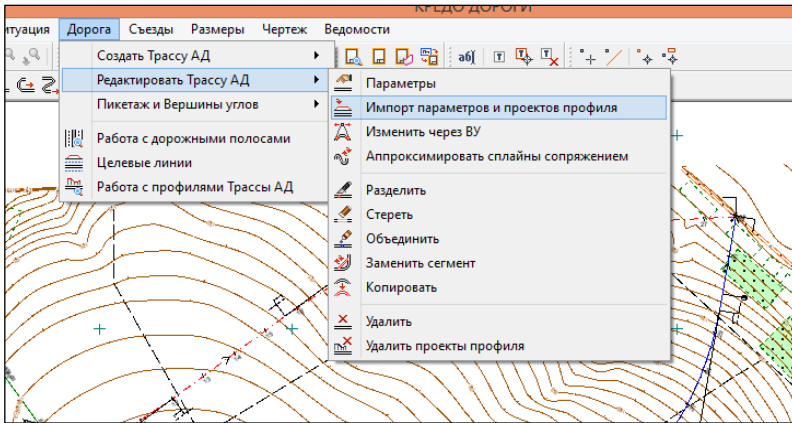 КРЕДО ДОРОГИ
итуация Дорога Съезды Размеры Чертеж Ведомости
Создать Трассу АД
Редактировать Трассу АД
Пикетаж и Вершины углов
Работа с дорожными полосами
Целевые линии
Работа с профилями Трассы АД
Параметры
Импорт параметров и проектов профиля
Изменить через ВУ
Аппроксимировать сплайны сопряжением
Разделить
Стереть
Объединить
Заменить сегмент
Копировать
Удалить
Удалить проекты профиля